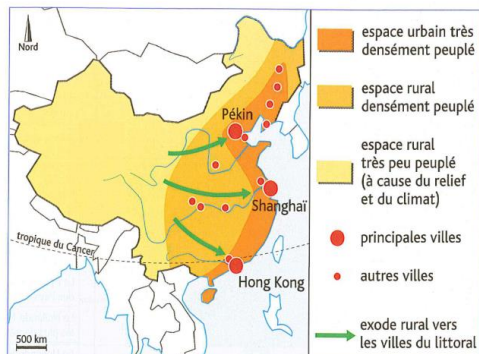 Nord
Pékin
Shanghaï
tropique du Cancer
Hong Kong
500 km
espace urbain très
densément peuplé
espace rural
densément peuplé
espace rural
très peu peuplé
(à cause du relief
et du climat)
principales villes
autres villes
exode rural vers
les villes du littoral